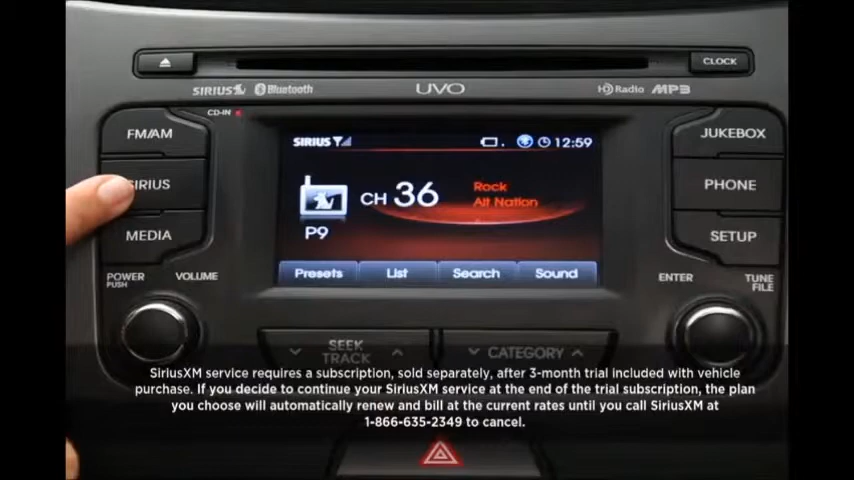 CLOCK
SIRIUS Bluetooth UVO HD Radio MP3
CD-IN
FM/AM
SIRIUS
MEDIA
POWER
PUSH
VOLUME
SIRIUS 12:59
CH 36
Rock
Alt Nation
P9
Presets List Search Sound
JUKEBOX
PHONE
SETUP
ENTER
TUNE
FILE
SEEK
TRACK
CATEGORY
SiriusXM service requires a subscription, sold separately, after 3-month trial included with vehicle
purchase. If you decide to continue your SiriusXM service at the end of the trial subscription, the plan
you choose will automatically renew and bill at the current rates until you call SiriusXM at
1-866-635-2349 to cancel.